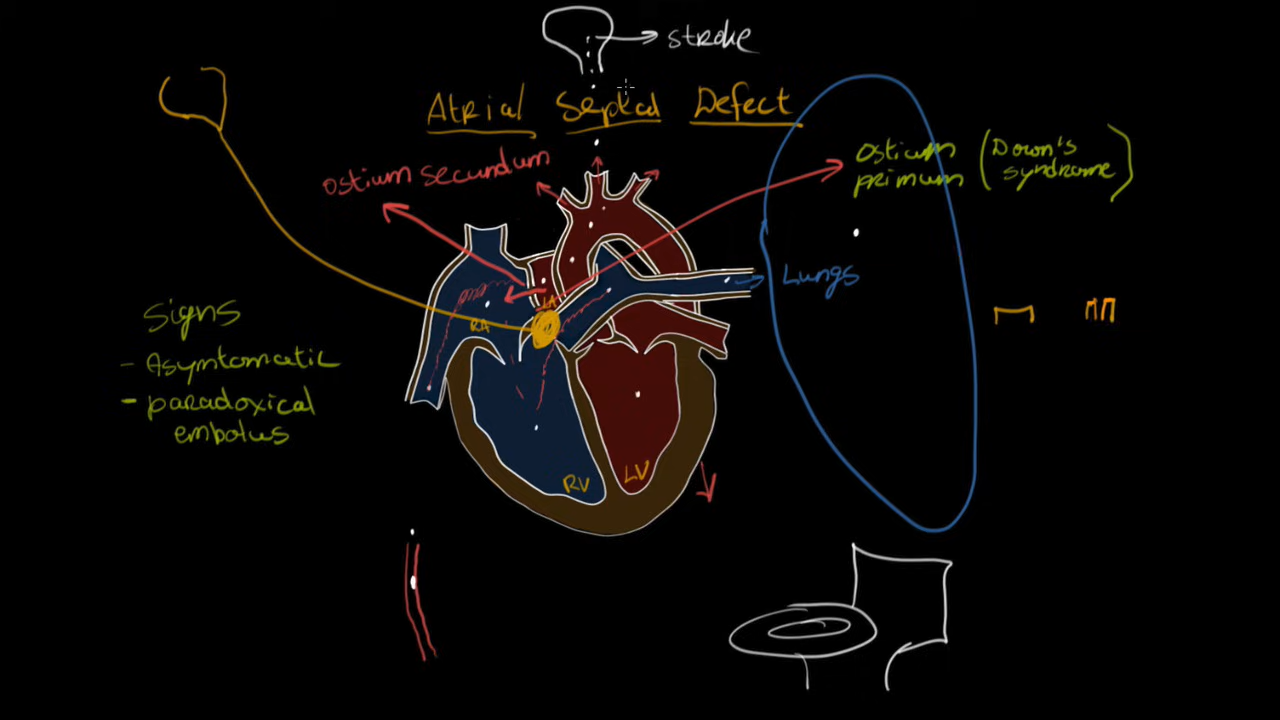 stroke
Atrial Septal Defect
ostium secundum
Ostium
primum
(Down's
syndrome)
Lungs
LA
RA
Signs
- Asymtomatic
- paradoxical
embolus
RV
LV